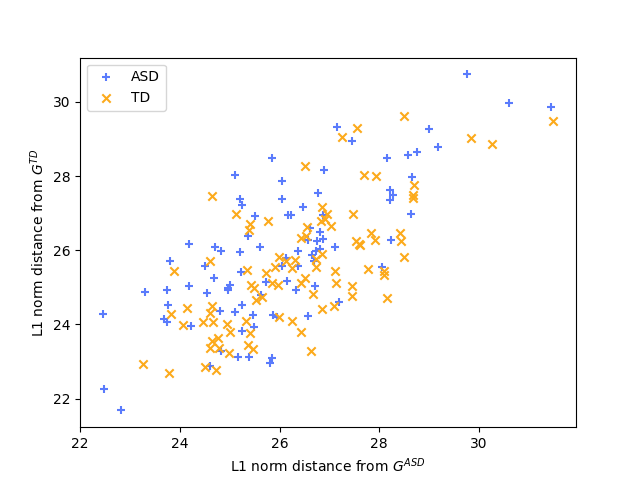 ASD
TD
30
28
26
24
22
L1 norm distance from G^{TD}
22
24
26
28
30
L1 norm distance from G^{ASD}